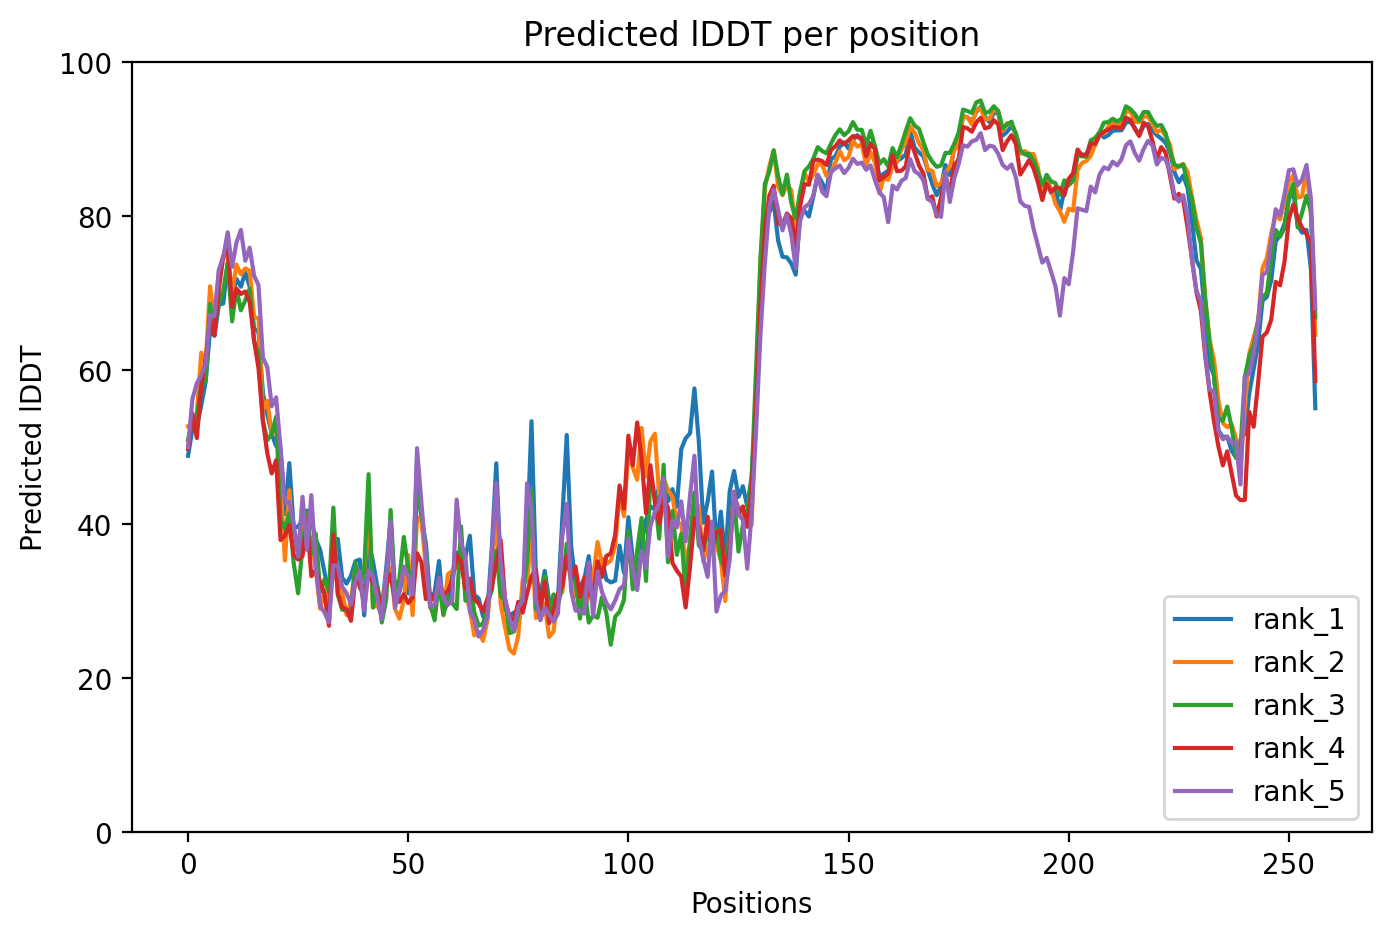 Predicted lDDT per position
100
80
60
40
20
0
Predicted lDDT
0 50 100 150 200 250
Positions
rank_1
rank_2
rank_3
rank_4
rank_5